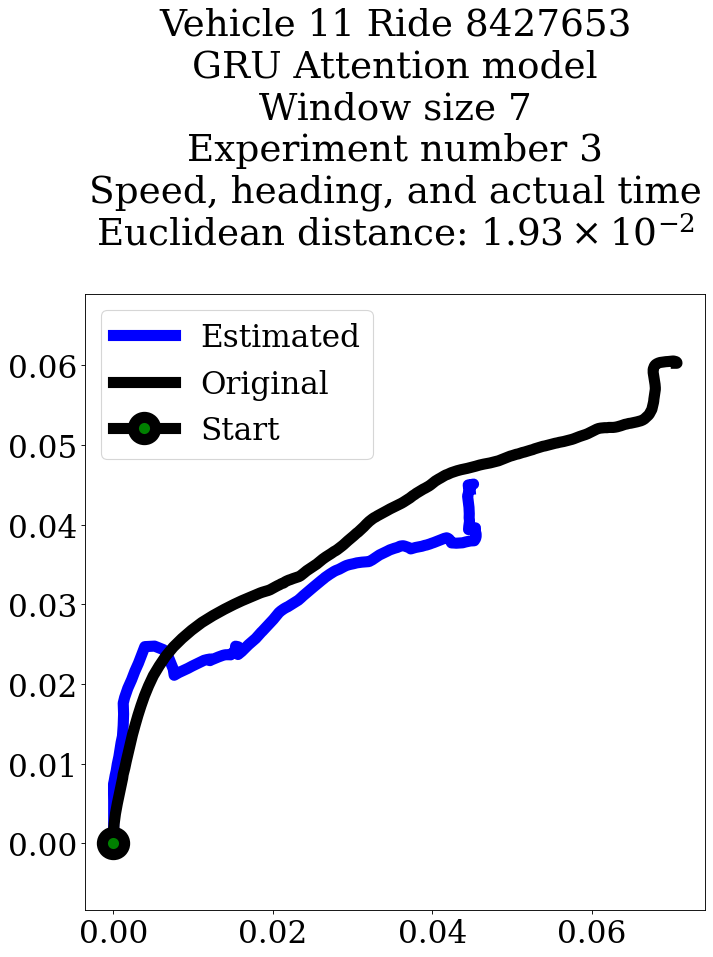 Vehicle 11 Ride 8427653
GRU Attention model
Window size 7
Experiment number 3
Speed, heading, and actual time
Euclidean distance: 1.93 × 10⁻²
Estimated
Original
Start
0.06
0.05
0.04
0.03
0.02
0.01
0.00
0.00 0.02 0.04 0.06